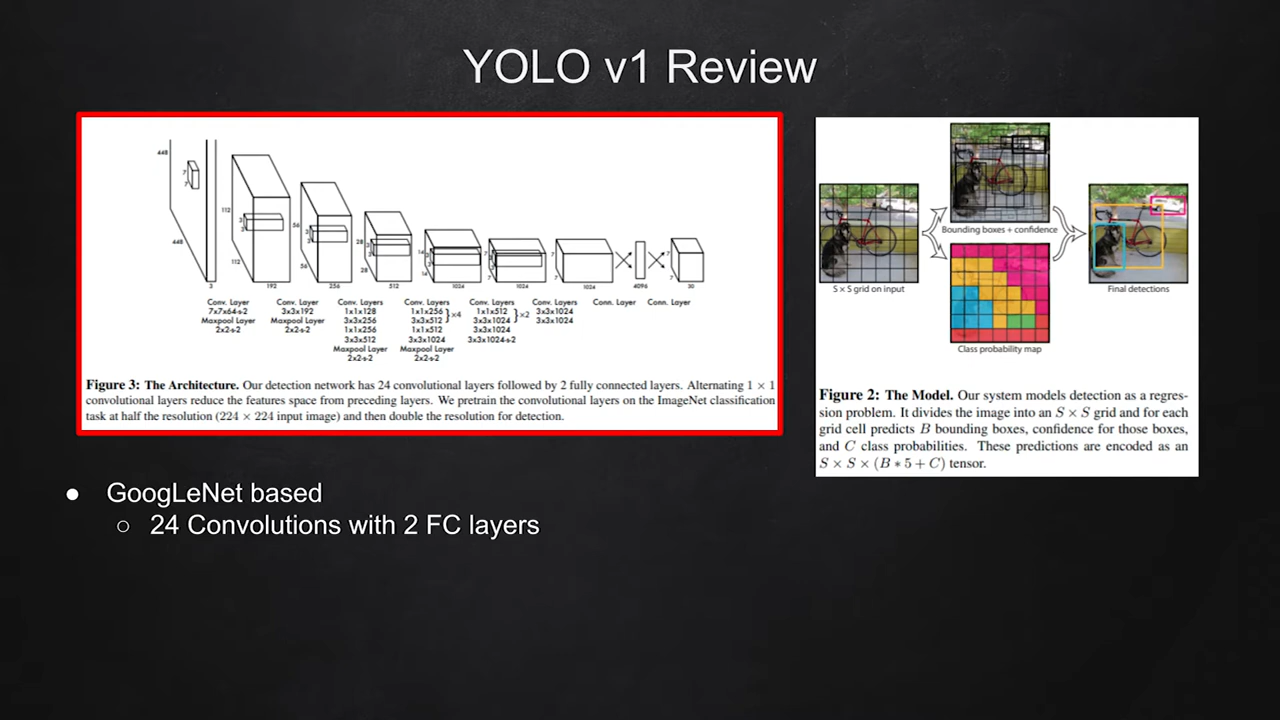 YOLO v1 Review
448
7
7
448
3
112
3
3
112
192
56
3
3
56
256
28
3
3
28
512
14
3
3
14
1024
7
3
3
7
1024
7
7
1024
4096
7
7
30
Conv. Layer
7x7x64-s-2
Maxpool Layer
2x2-s-2
Conv. Layer
3x3x192
Maxpool Layer
2x2-s-2
Conv. Layers
1x1x128
3x3x256
1x1x256
3x3x512
Maxpool Layer
2x2-s-2
Conv. Layers
1x1x256
3x3x512 }×4
1x1x512
3x3x1024
Maxpool Layer
2x2-s-2
Conv. Layers
1x1x512
3x3x1024 }×2
3x3x1024
3x3x1024-s-2
Conv. Layers
3x3x1024
3x3x1024
Conn. Layer
Conn. Layer
Figure 3: The Architecture. Our detection network has 24 convolutional layers followed by 2 fully connected layers. Alternating 1 × 1
convolutional layers reduce the features space from preceding layers. We pretrain the convolutional layers on the ImageNet classification
task at half the resolution (224 × 224 input image) and then double the resolution for detection.
S × S grid on input
Bounding boxes + confidence
Class probability map
Final detections
Figure 2: The Model. Our system models detection as a regres-
sion problem. It divides the image into an S × S grid and for each
grid cell predicts B bounding boxes, confidence for those boxes,
and C class probabilities. These predictions are encoded as an
S × S × (B * 5 + C) tensor.
● GoogLeNet based
○ 24 Convolutions with 2 FC layers